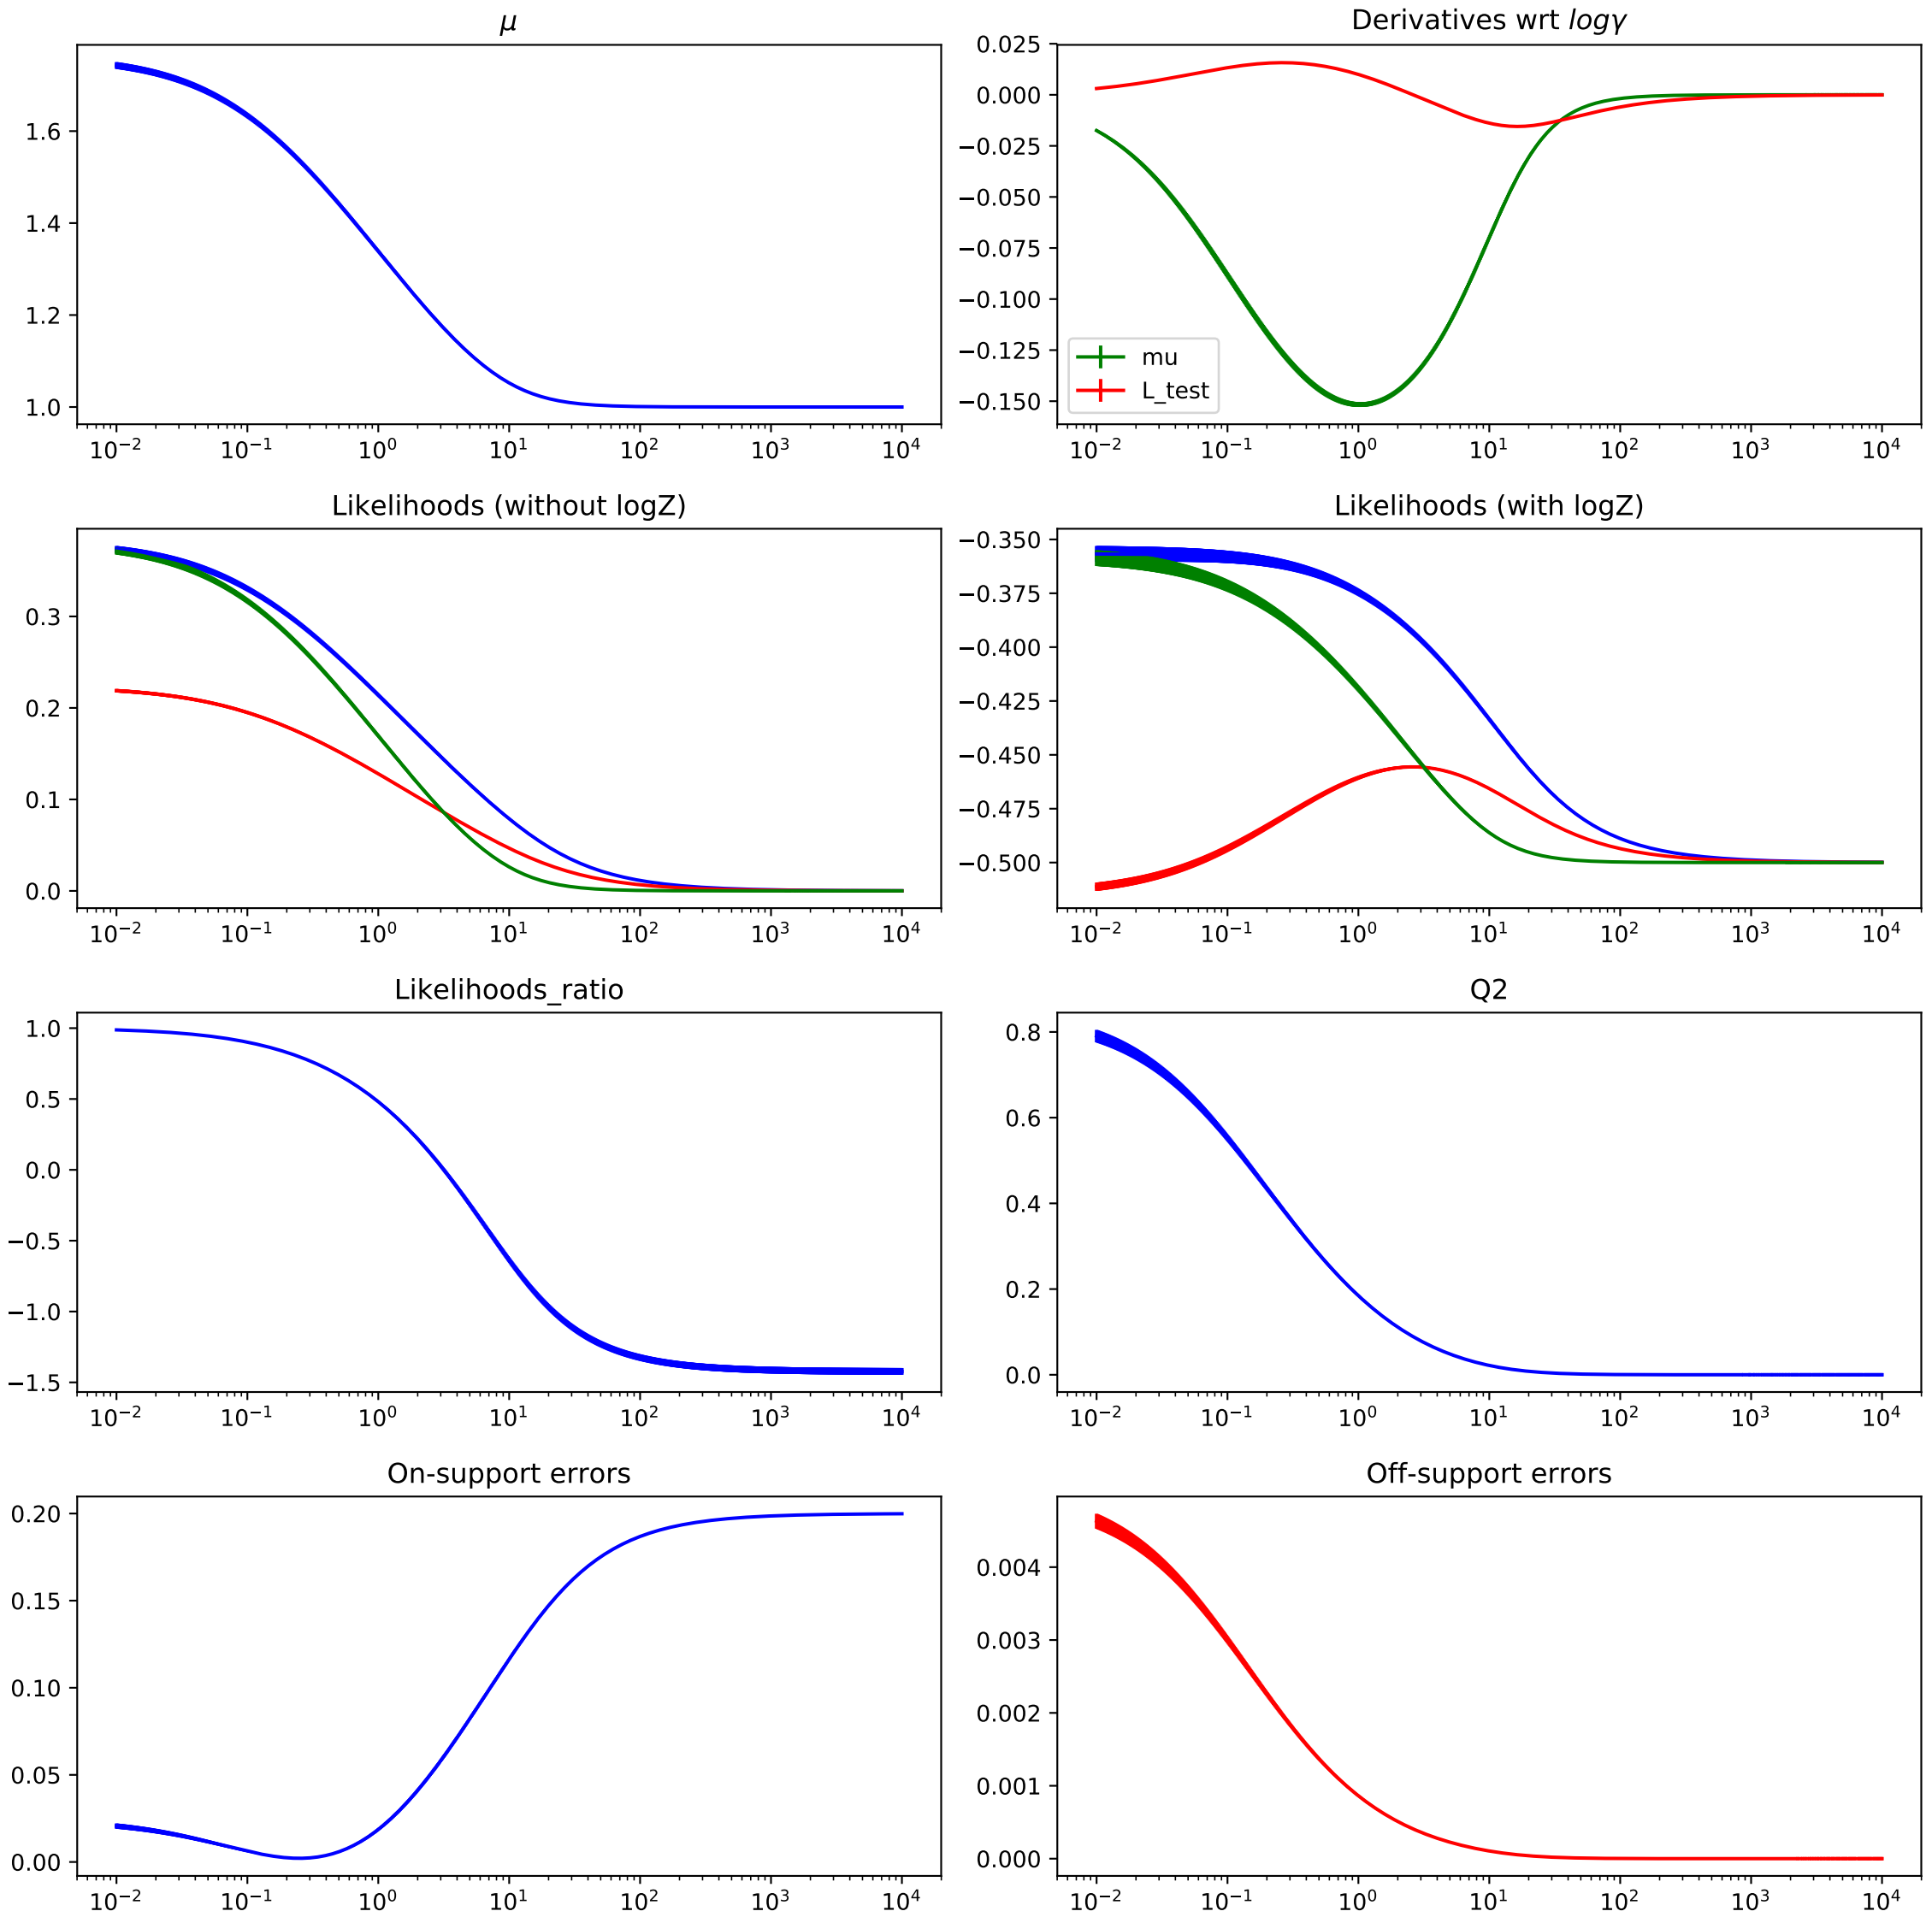 μ
1.6
1.4
1.2
1.0
10⁻² 10⁻¹ 10⁰ 10¹ 10² 10³ 10⁴
Derivatives wrt logγ
0.025
0.000
−0.025
−0.050
−0.075
−0.100
−0.125
−0.150
mu
L_test
10⁻² 10⁻¹ 10⁰ 10¹ 10² 10³ 10⁴
Likelihoods (without logZ)
0.3
0.2
0.1
0.0
10⁻² 10⁻¹ 10⁰ 10¹ 10² 10³ 10⁴
Likelihoods (with logZ)
−0.350
−0.375
−0.400
−0.425
−0.450
−0.475
−0.500
10⁻² 10⁻¹ 10⁰ 10¹ 10² 10³ 10⁴
Likelihoods_ratio
1.0
0.5
0.0
−0.5
−1.0
−1.5
10⁻² 10⁻¹ 10⁰ 10¹ 10² 10³ 10⁴
Q2
0.8
0.6
0.4
0.2
0.0
10⁻² 10⁻¹ 10⁰ 10¹ 10² 10³ 10⁴
On-support errors
0.20
0.15
0.10
0.05
0.00
10⁻² 10⁻¹ 10⁰ 10¹ 10² 10³ 10⁴
Off-support errors
0.004
0.003
0.002
0.001
0.000
10⁻² 10⁻¹ 10⁰ 10¹ 10² 10³ 10⁴